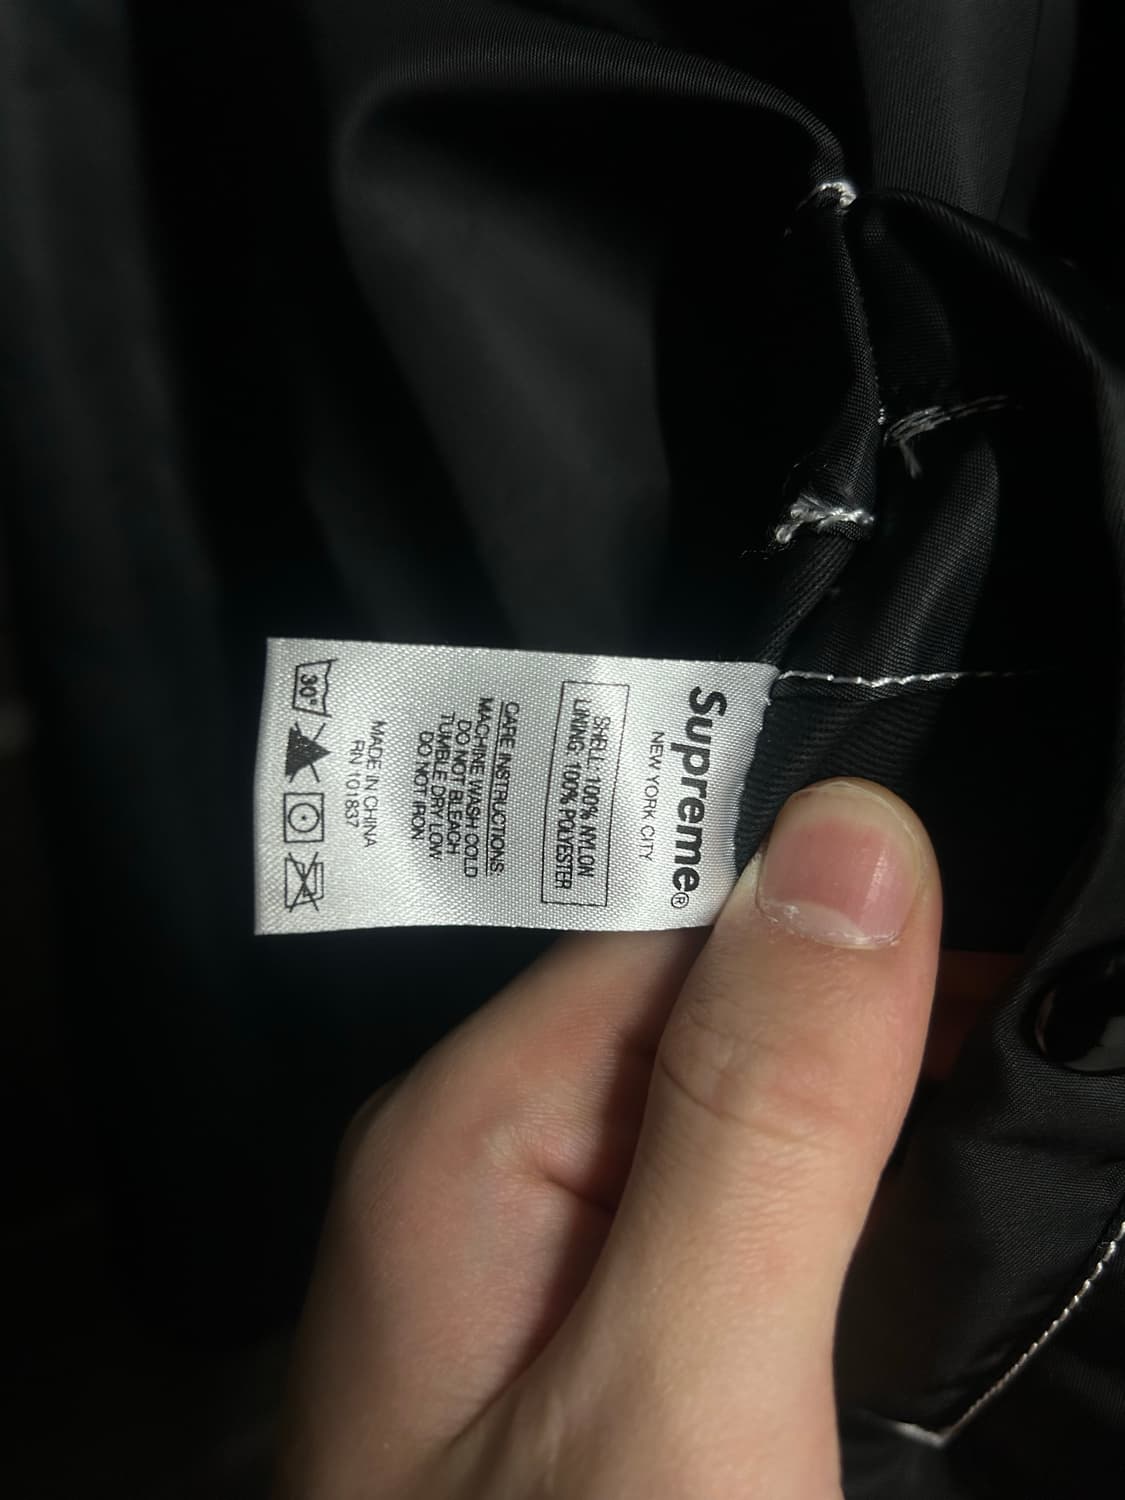 Supreme®
NEW YORK CITY
SHELL: 100% NYLON
LINING: 100% POLYESTER
CARE INSTRUCTIONS
MACHINE WASH COLD
DO NOT BLEACH
TUMBLE DRY LOW
DO NOT IRON
MADE IN CHINA
RN 101837
30°